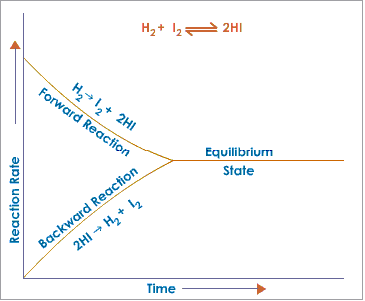 H₂ + I₂ ⇌ 2HI
H₂ → I₂ + 2HI
Forward Reaction
Equilibrium
State
Backward Reaction
2HI → H₂ + I₂
Reaction Rate
Time